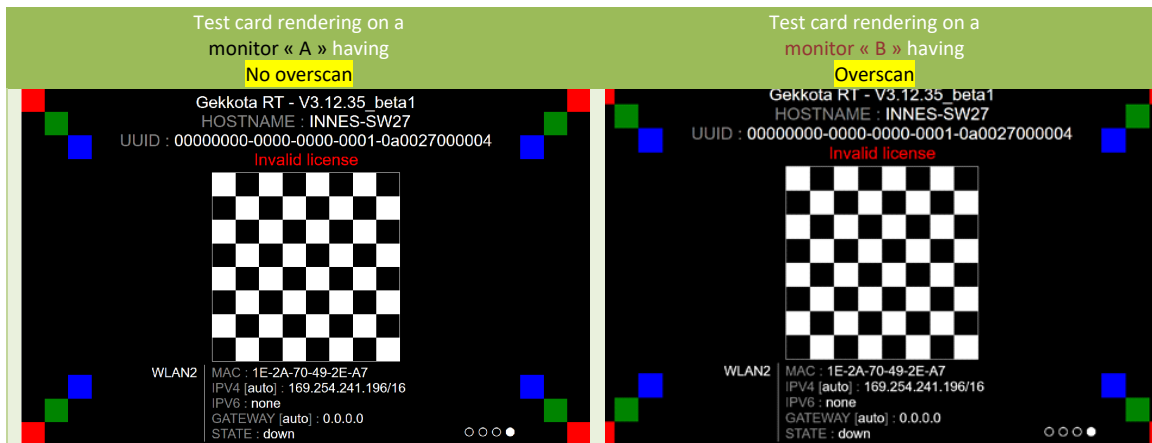 Test card rendering on a
monitor « A » having
No overscan
Gekkota RT - V3.12.35_beta1
HOSTNAME : INNES-SW27
UUID : 00000000-0000-0000-0001-0a0027000004
Invalid license
WLAN2
MAC : 1E-2A-70-49-2E-A7
IPV4 [auto] : 169.254.241.196/16
IPV6 : none
GATEWAY [auto] : 0.0.0.0
STATE : down
Test card rendering on a
monitor « B » having
Overscan
Gekkota RT - V3.12.35_beta1
HOSTNAME : INNES-SW27
UUID : 00000000-0000-0000-0001-0a0027000004
Invalid license
WLAN2
MAC : 1E-2A-70-49-2E-A7
IPV4 [auto] : 169.254.241.196/16
IPV6 : none
GATEWAY [auto] : 0.0.0.0
STATE : down